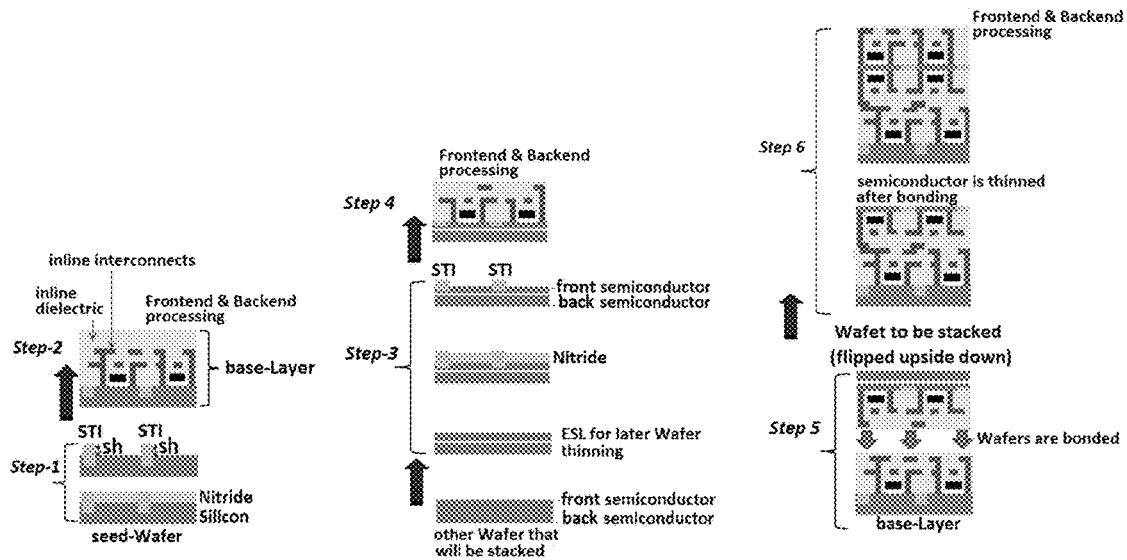 inline interconnects
inline
dielectric
Frontend & Backend
processing
Step-2
base-Layer
STI STI
sh sh
Step-1
Nitride
Silicon
seed-Wafer
Frontend & Backend
processing
Step 4
STI STI
front semiconductor
back semiconductor
Step-3
Nitride
ESL for later Wafer
thinning
front semiconductor
back semiconductor
other Wafer that
will be stacked
Frontend & Backend
processing
Step 6
semiconductor is thinned
after bonding
Wafet to be stacked
(flipped upside down)
Step 5
Wafers are bonded
base-Layer